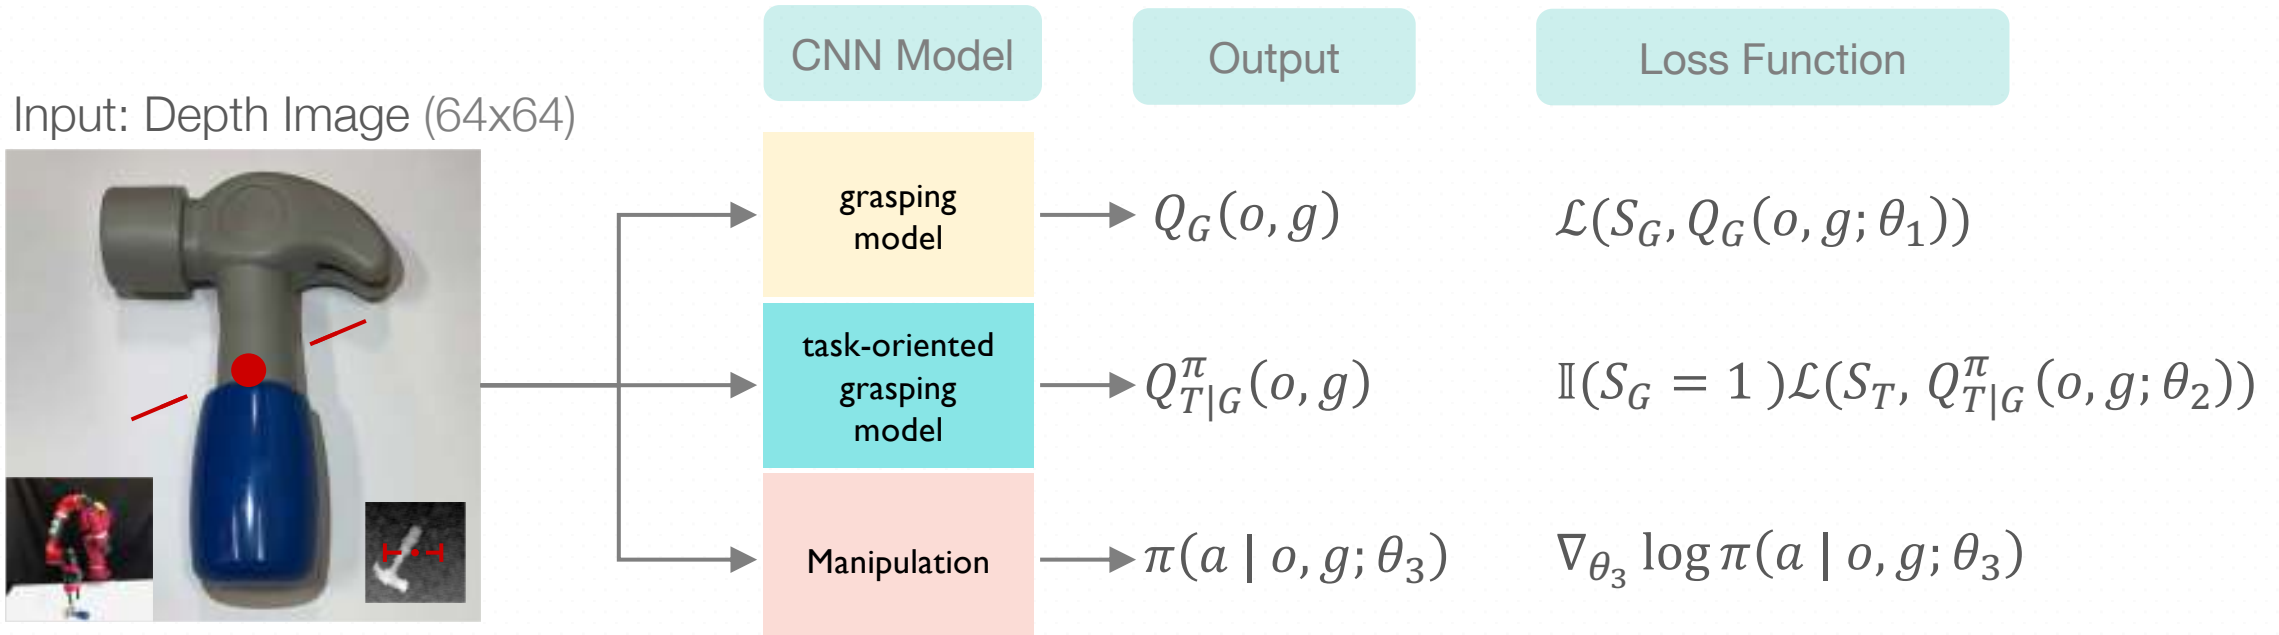 CNN Model
Output
Loss Function
Input: Depth Image (64x64)
grasping
model
Q_G(o, g)
ℒ(S_G, Q_G(o, g; θ_1))
task-oriented
grasping
model
Q^π_{T|G}(o, g)
𝕀(S_G = 1 )ℒ(S_T, Q^π_{T|G}(o, g; θ_2))
Manipulation
π(a | o, g; θ_3)
∇_{θ_3} log π(a | o, g; θ_3)